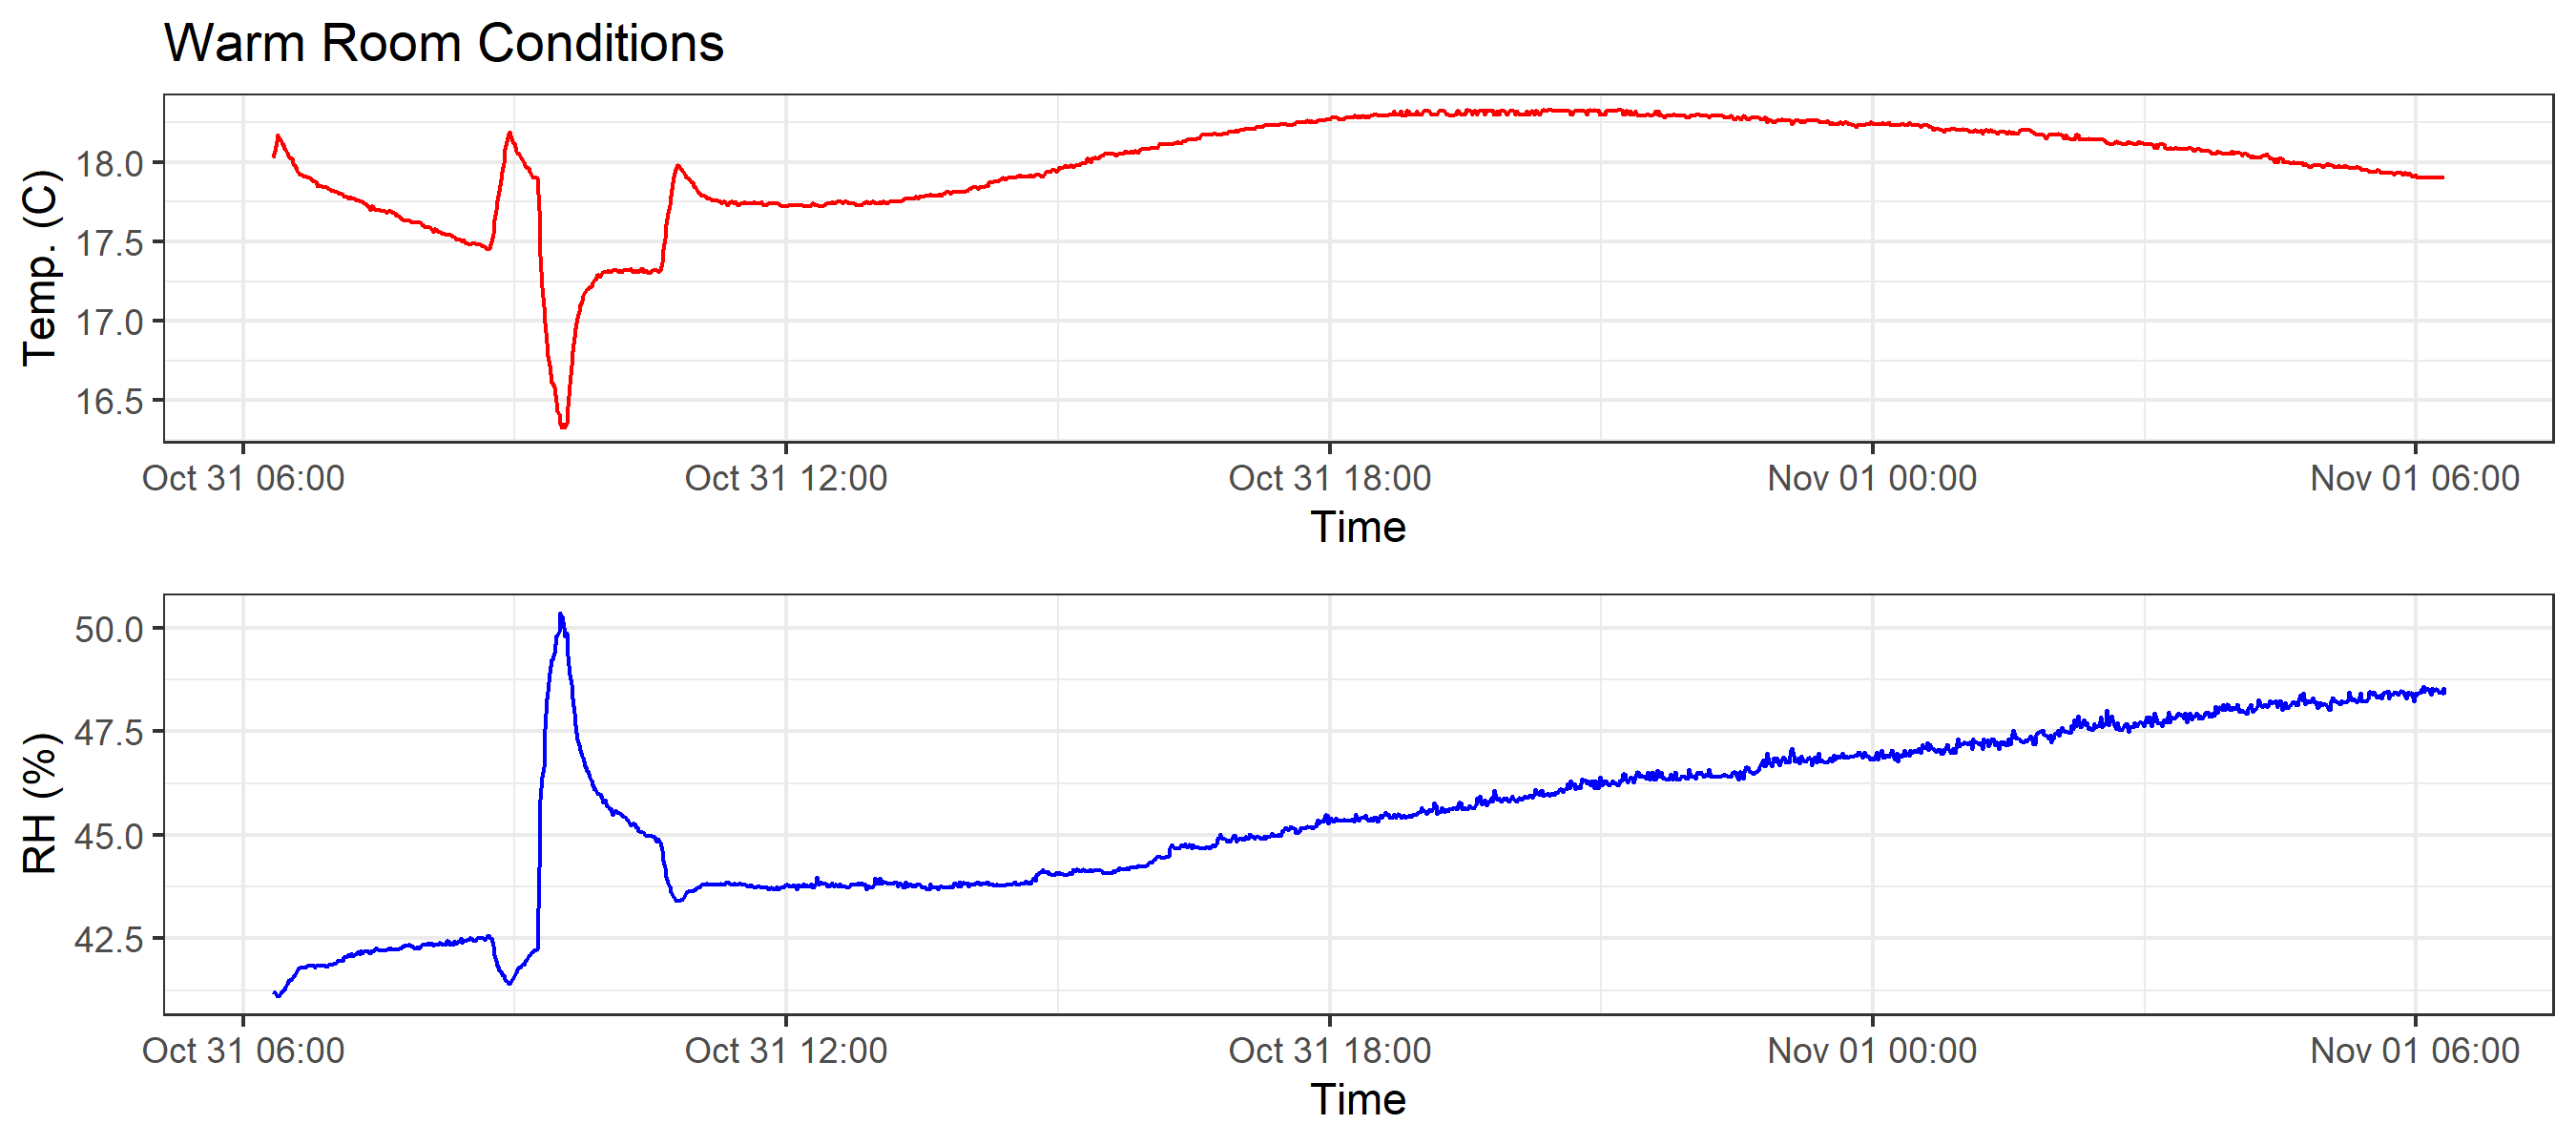 Warm Room Conditions
Temp. (C)
18.0
17.5
17.0
16.5
Oct 31 06:00 Oct 31 12:00 Oct 31 18:00 Nov 01 00:00 Nov 01 06:00
Time
RH (%)
50.0
47.5
45.0
42.5
Oct 31 06:00 Oct 31 12:00 Oct 31 18:00 Nov 01 00:00 Nov 01 06:00
Time